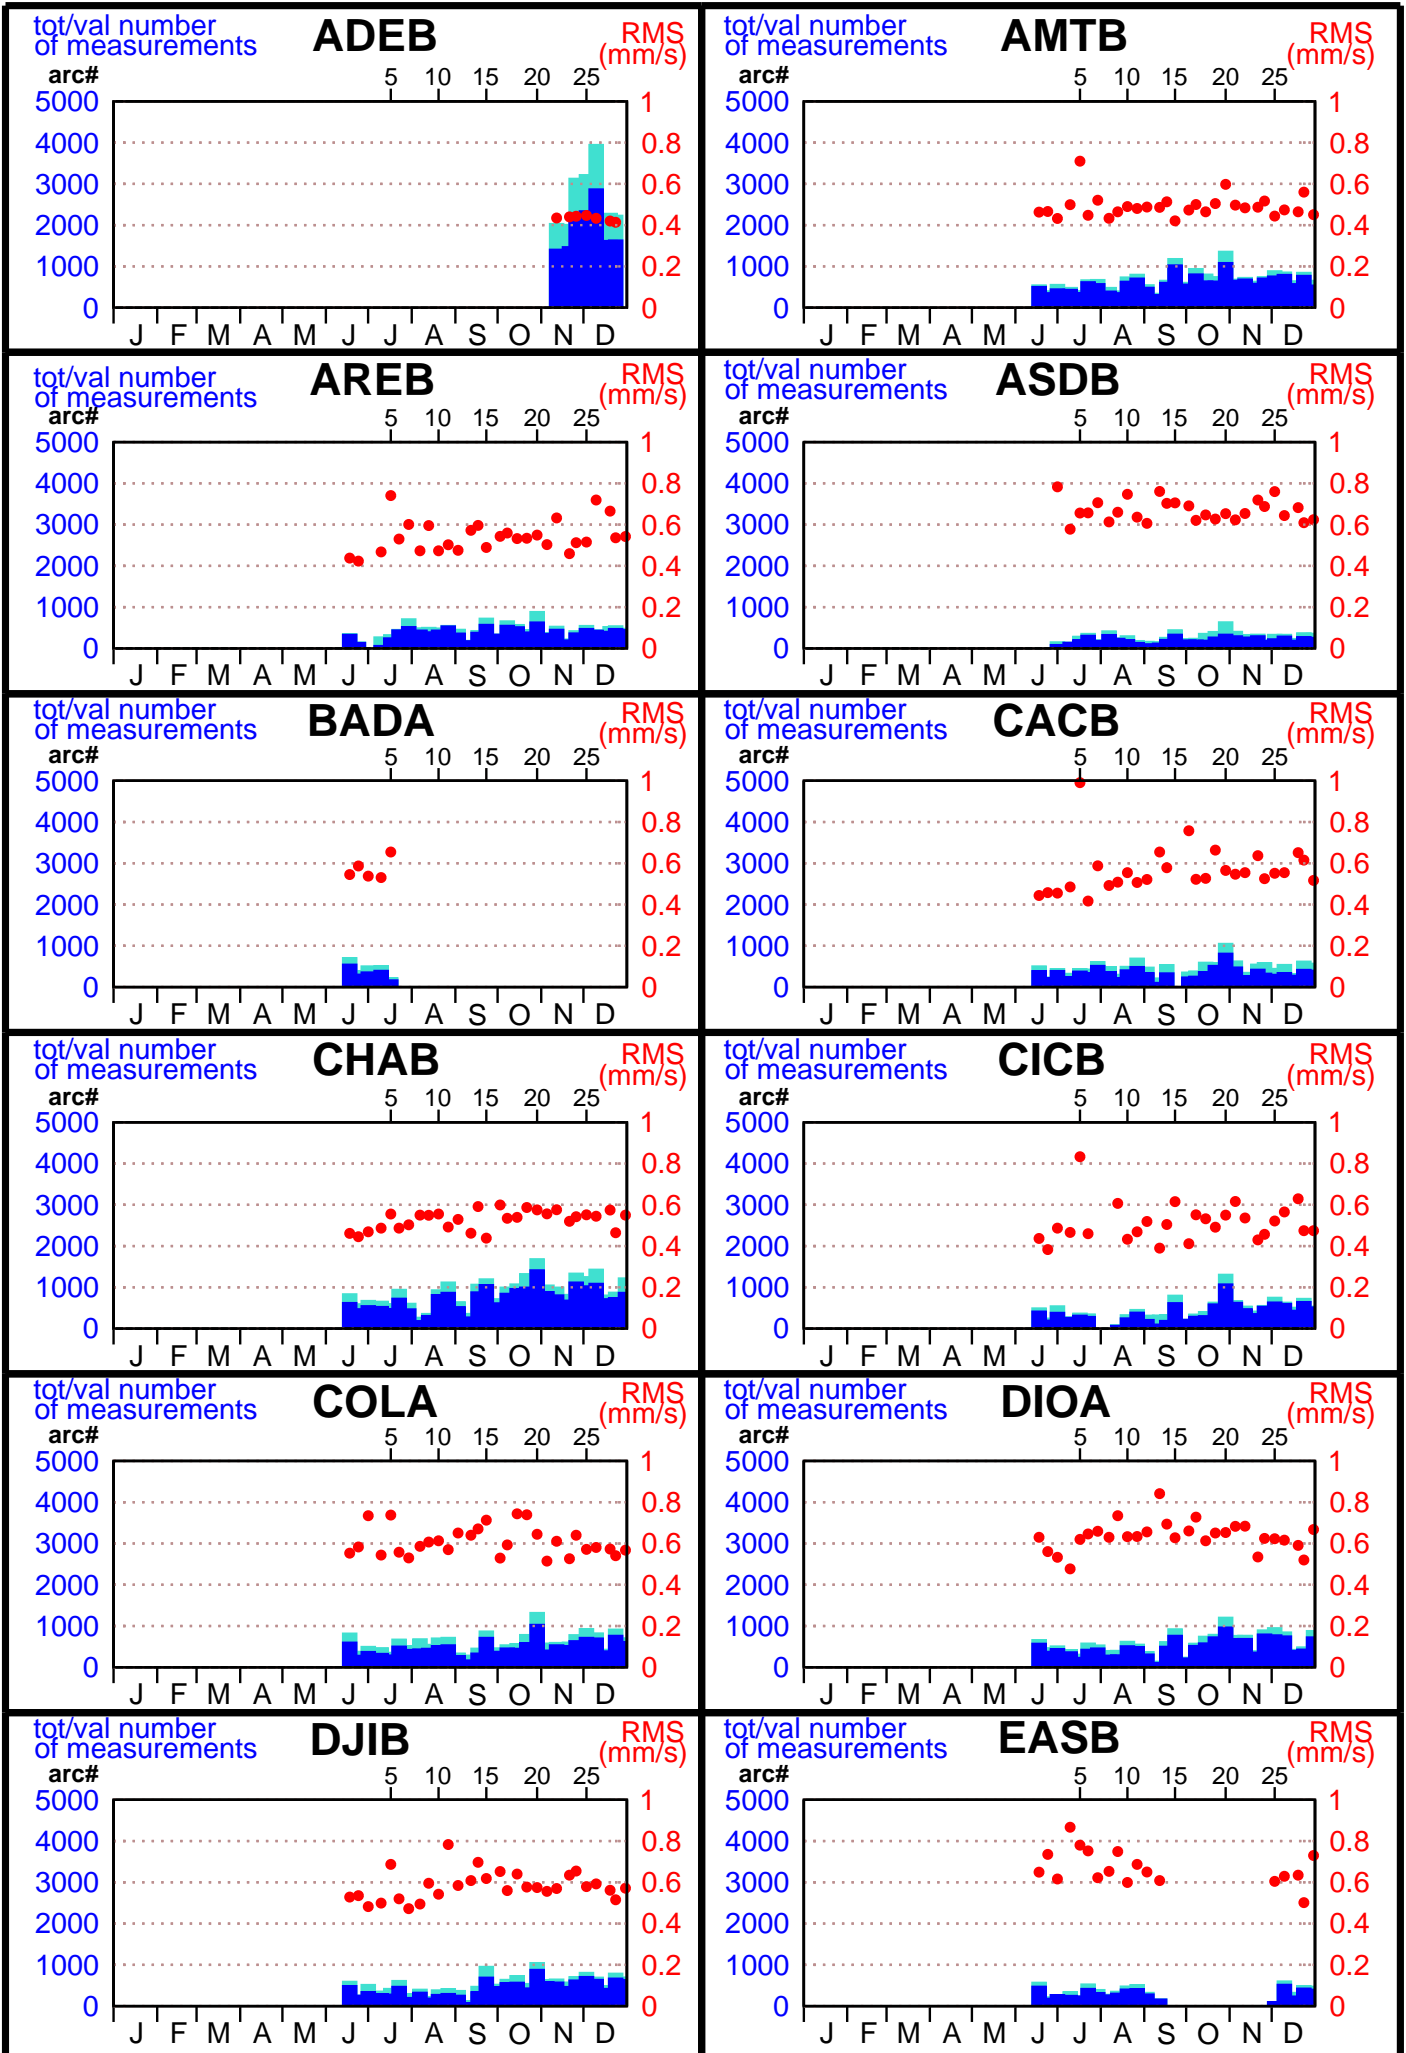 tot/val number
of measurements
ADEB
RMS
(mm/s)
arc#
5 10 15 20 25
5000 1
4000 0.8
3000 0.6
2000 0.4
1000 0.2
0 0
J F M A M J J A S O N D
tot/val number
of measurements
AMTB
RMS
(mm/s)
arc#
5 10 15 20 25
5000 1
4000 0.8
3000 0.6
2000 0.4
1000 0.2
0 0
J F M A M J J A S O N D
tot/val number
of measurements
AREB
RMS
(mm/s)
arc#
5 10 15 20 25
5000 1
4000 0.8
3000 0.6
2000 0.4
1000 0.2
0 0
J F M A M J J A S O N D
tot/val number
of measurements
ASDB
RMS
(mm/s)
arc#
5 10 15 20 25
5000 1
4000 0.8
3000 0.6
2000 0.4
1000 0.2
0 0
J F M A M J J A S O N D
tot/val number
of measurements
BADA
RMS
(mm/s)
arc#
5 10 15 20 25
5000 1
4000 0.8
3000 0.6
2000 0.4
1000 0.2
0 0
J F M A M J J A S O N D
tot/val number
of measurements
CACB
RMS
(mm/s)
arc#
5 10 15 20 25
5000 1
4000 0.8
3000 0.6
2000 0.4
1000 0.2
0 0
J F M A M J J A S O N D
tot/val number
of measurements
CHAB
RMS
(mm/s)
arc#
5 10 15 20 25
5000 1
4000 0.8
3000 0.6
2000 0.4
1000 0.2
0 0
J F M A M J J A S O N D
tot/val number
of measurements
CICB
RMS
(mm/s)
arc#
5 10 15 20 25
5000 1
4000 0.8
3000 0.6
2000 0.4
1000 0.2
0 0
J F M A M J J A S O N D
tot/val number
of measurements
COLA
RMS
(mm/s)
arc#
5 10 15 20 25
5000 1
4000 0.8
3000 0.6
2000 0.4
1000 0.2
0 0
J F M A M J J A S O N D
tot/val number
of measurements
DIOA
RMS
(mm/s)
arc#
5 10 15 20 25
5000 1
4000 0.8
3000 0.6
2000 0.4
1000 0.2
0 0
J F M A M J J A S O N D
tot/val number
of measurements
DJIB
RMS
(mm/s)
arc#
5 10 15 20 25
5000 1
4000 0.8
3000 0.6
2000 0.4
1000 0.2
0 0
J F M A M J J A S O N D
tot/val number
of measurements
EASB
RMS
(mm/s)
arc#
5 10 15 20 25
5000 1
4000 0.8
3000 0.6
2000 0.4
1000 0.2
0 0
J F M A M J J A S O N D